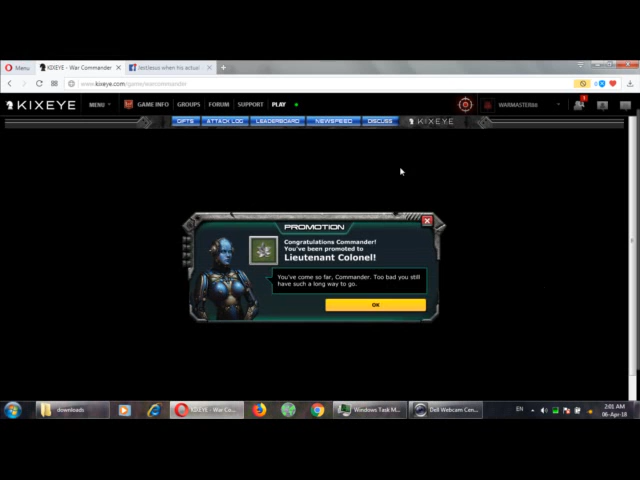 Menu
KIXEYE - War Commander
JestJesus when his actual
www.kixeye.com/game/warcommander
KIXEYE
MENU
GAME INFO
GROUPS
FORUM
SUPPORT
PLAY
WARMASTER88
1
GIFTS
ATTACK LOG
LEADERBOARD
NEWSFEED
DISCUSS
KIXEYE
PROMOTION
Congratulations Commander!
You've been promoted to
Lieutenant Colonel!
You've come so far, Commander. Too bad you still
have such a long way to go.
OK
downloads
KIXEYE - War Co...
Windows Task M...
Dell Webcam Cen...
EN
2:01 AM
06-Apr-18